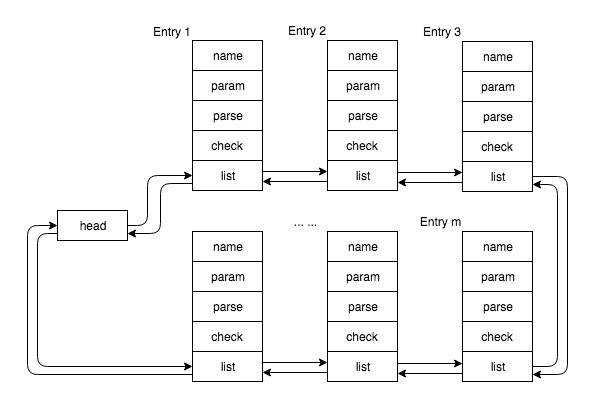 Entry 1
name
param
parse
check
list
Entry 2
name
param
parse
check
list
Entry 3
name
param
parse
check
list
head
name
param
parse
check
list
... ...
name
param
parse
check
list
Entry m
name
param
parse
check
list